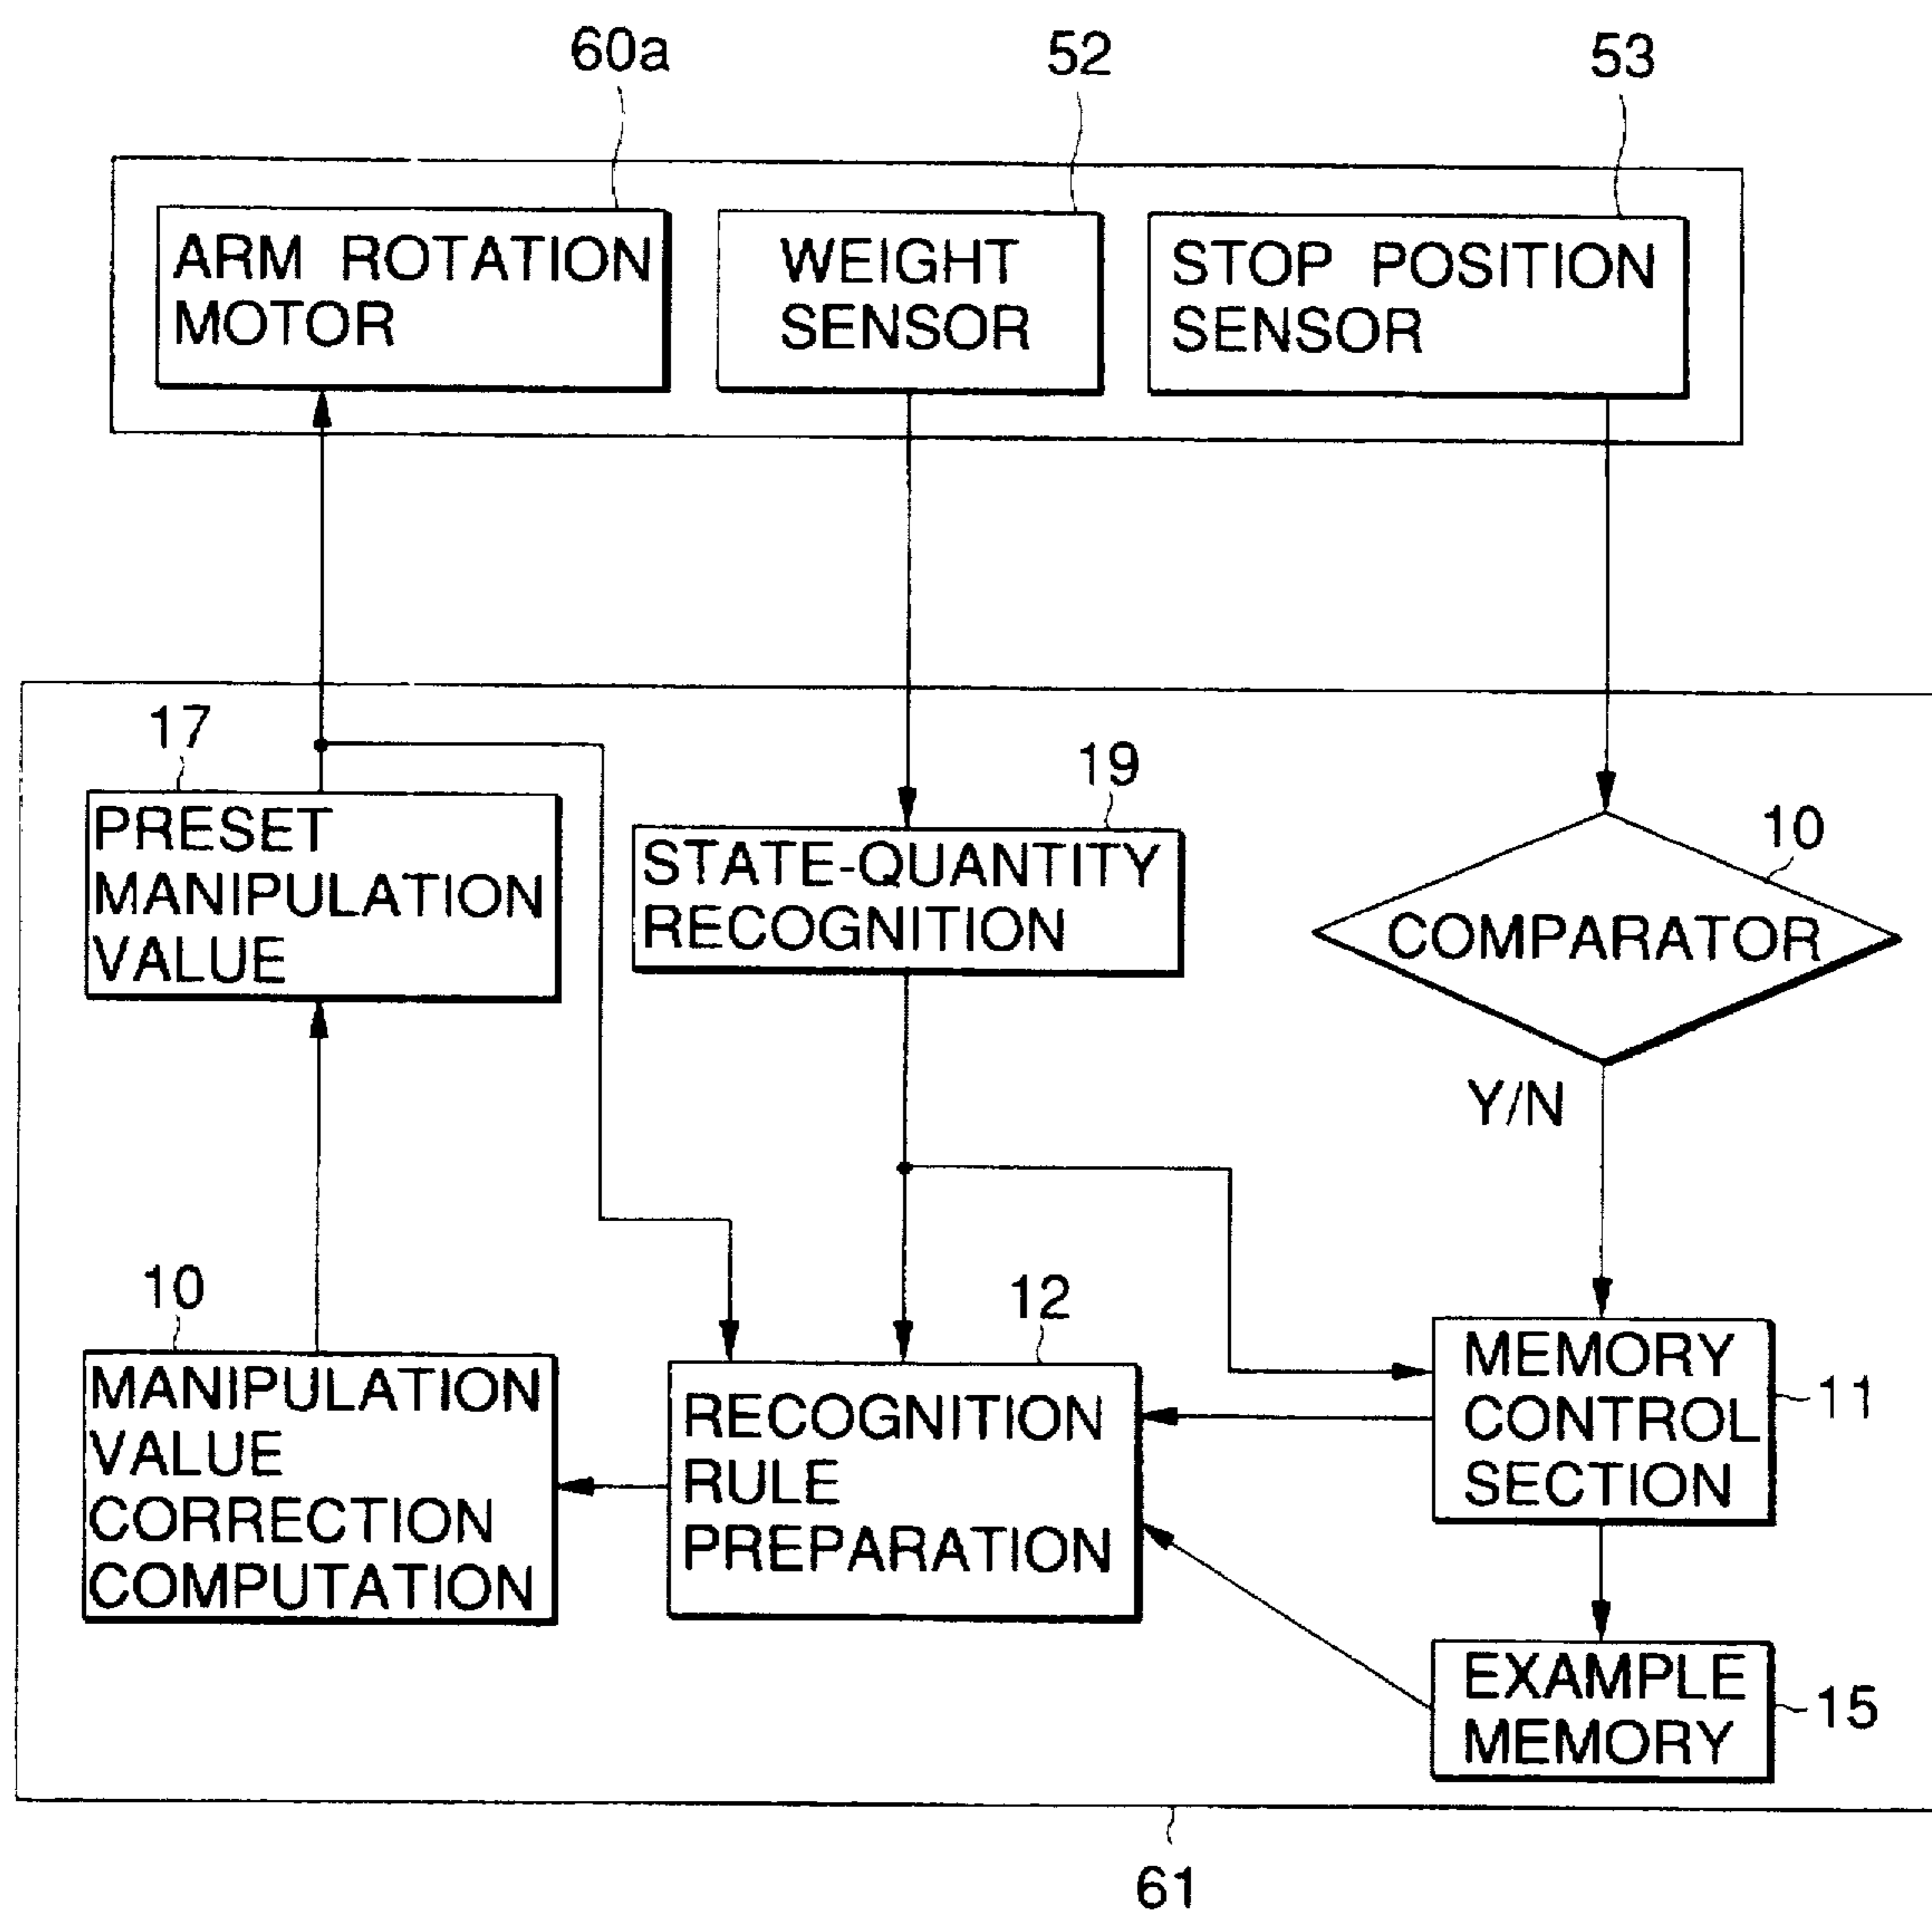 60a
52
53
ARM ROTATION
MOTOR
WEIGHT
SENSOR
STOP POSITION
SENSOR
17
PRESET
MANIPULATION
VALUE
19
STATE-QUANTITY
RECOGNITION
10
COMPARATOR
Y/N
10
MANIPULATION
VALUE
CORRECTION
COMPUTATION
12
RECOGNITION
RULE
PREPARATION
MEMORY
CONTROL
SECTION
11
EXAMPLE
MEMORY
15
61